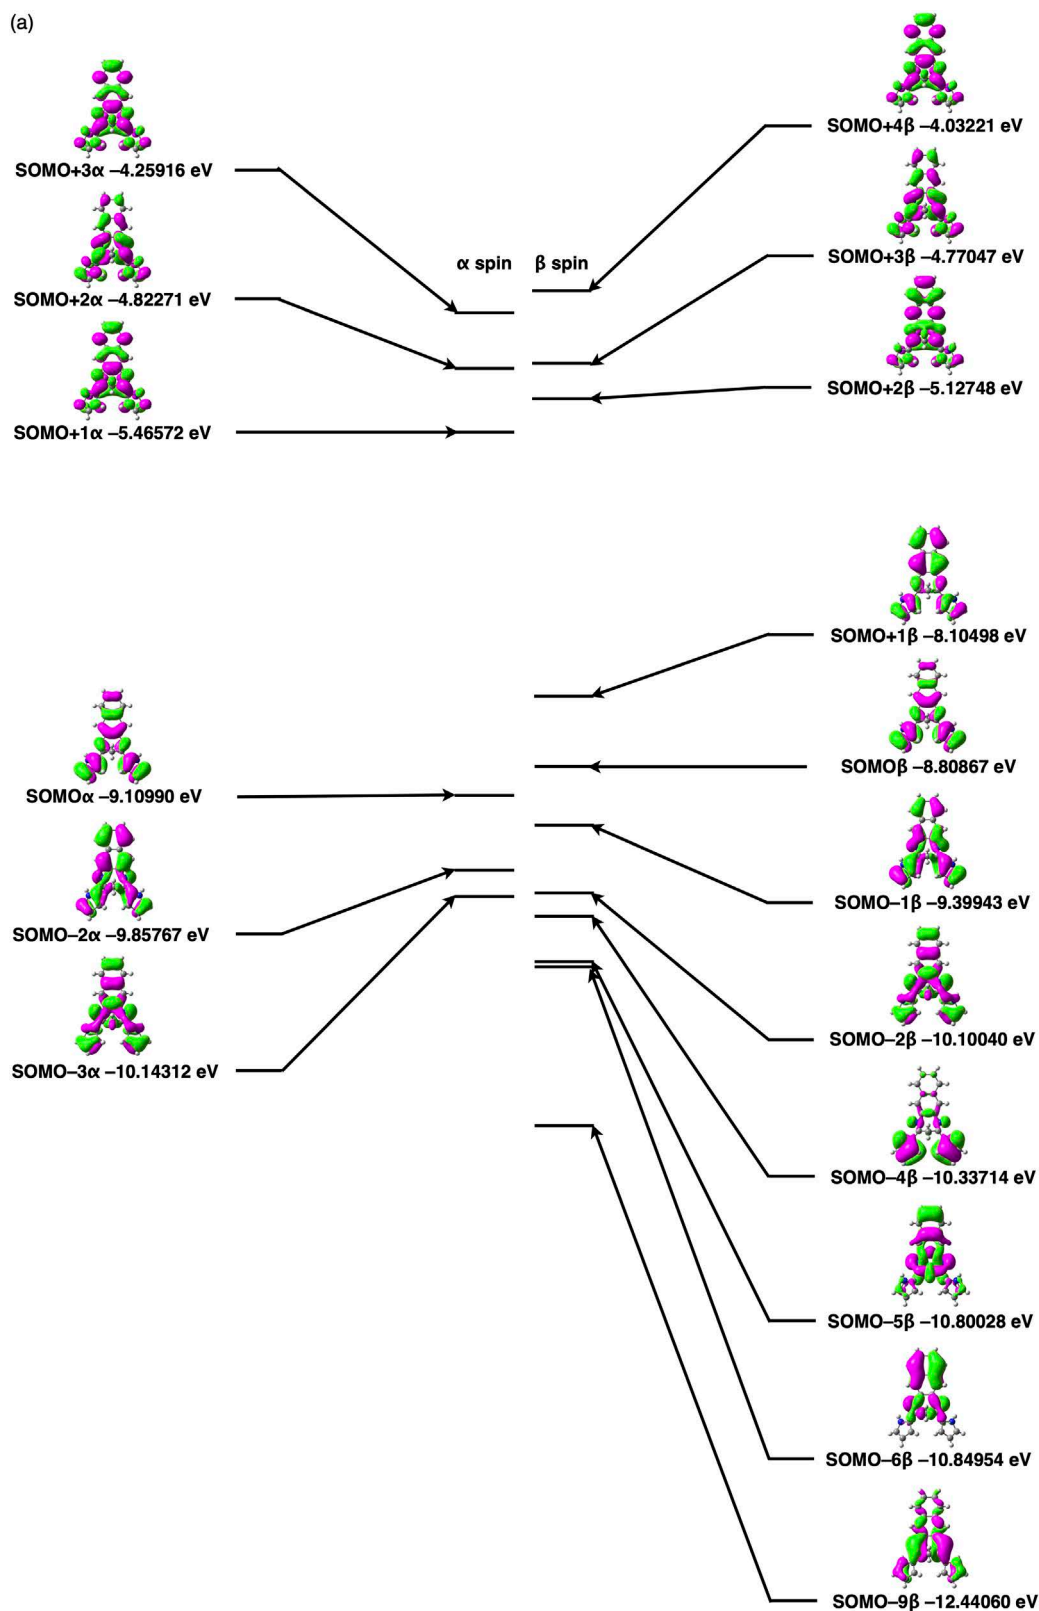 (a)
SOMO+3α −4.25916 eV
SOMO+2α −4.82271 eV
SOMO+1α −5.46572 eV
SOMOα −9.10990 eV
SOMO−2α −9.85767 eV
SOMO−3α −10.14312 eV
α spin
β spin
SOMO+4β −4.03221 eV
SOMO+3β −4.77047 eV
SOMO+2β −5.12748 eV
SOMO+1β −8.10498 eV
SOMOβ −8.80867 eV
SOMO−1β −9.39943 eV
SOMO−2β −10.10040 eV
SOMO−4β −10.33714 eV
SOMO−5β −10.80028 eV
SOMO−6β −10.84954 eV
SOMO−9β −12.44060 eV